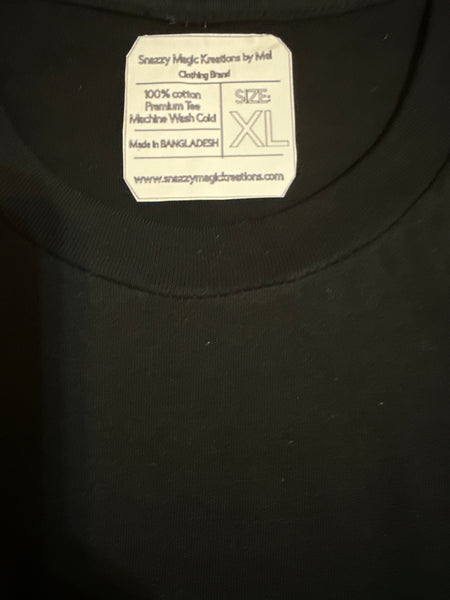 Snazzy Magic Kreations by Mel
Clothing Brand
100% cotton
Premium Tee
Machine Wash Cold
SIZE:
XL
Made in BANGLADESH
www.snazzymagickreations.com